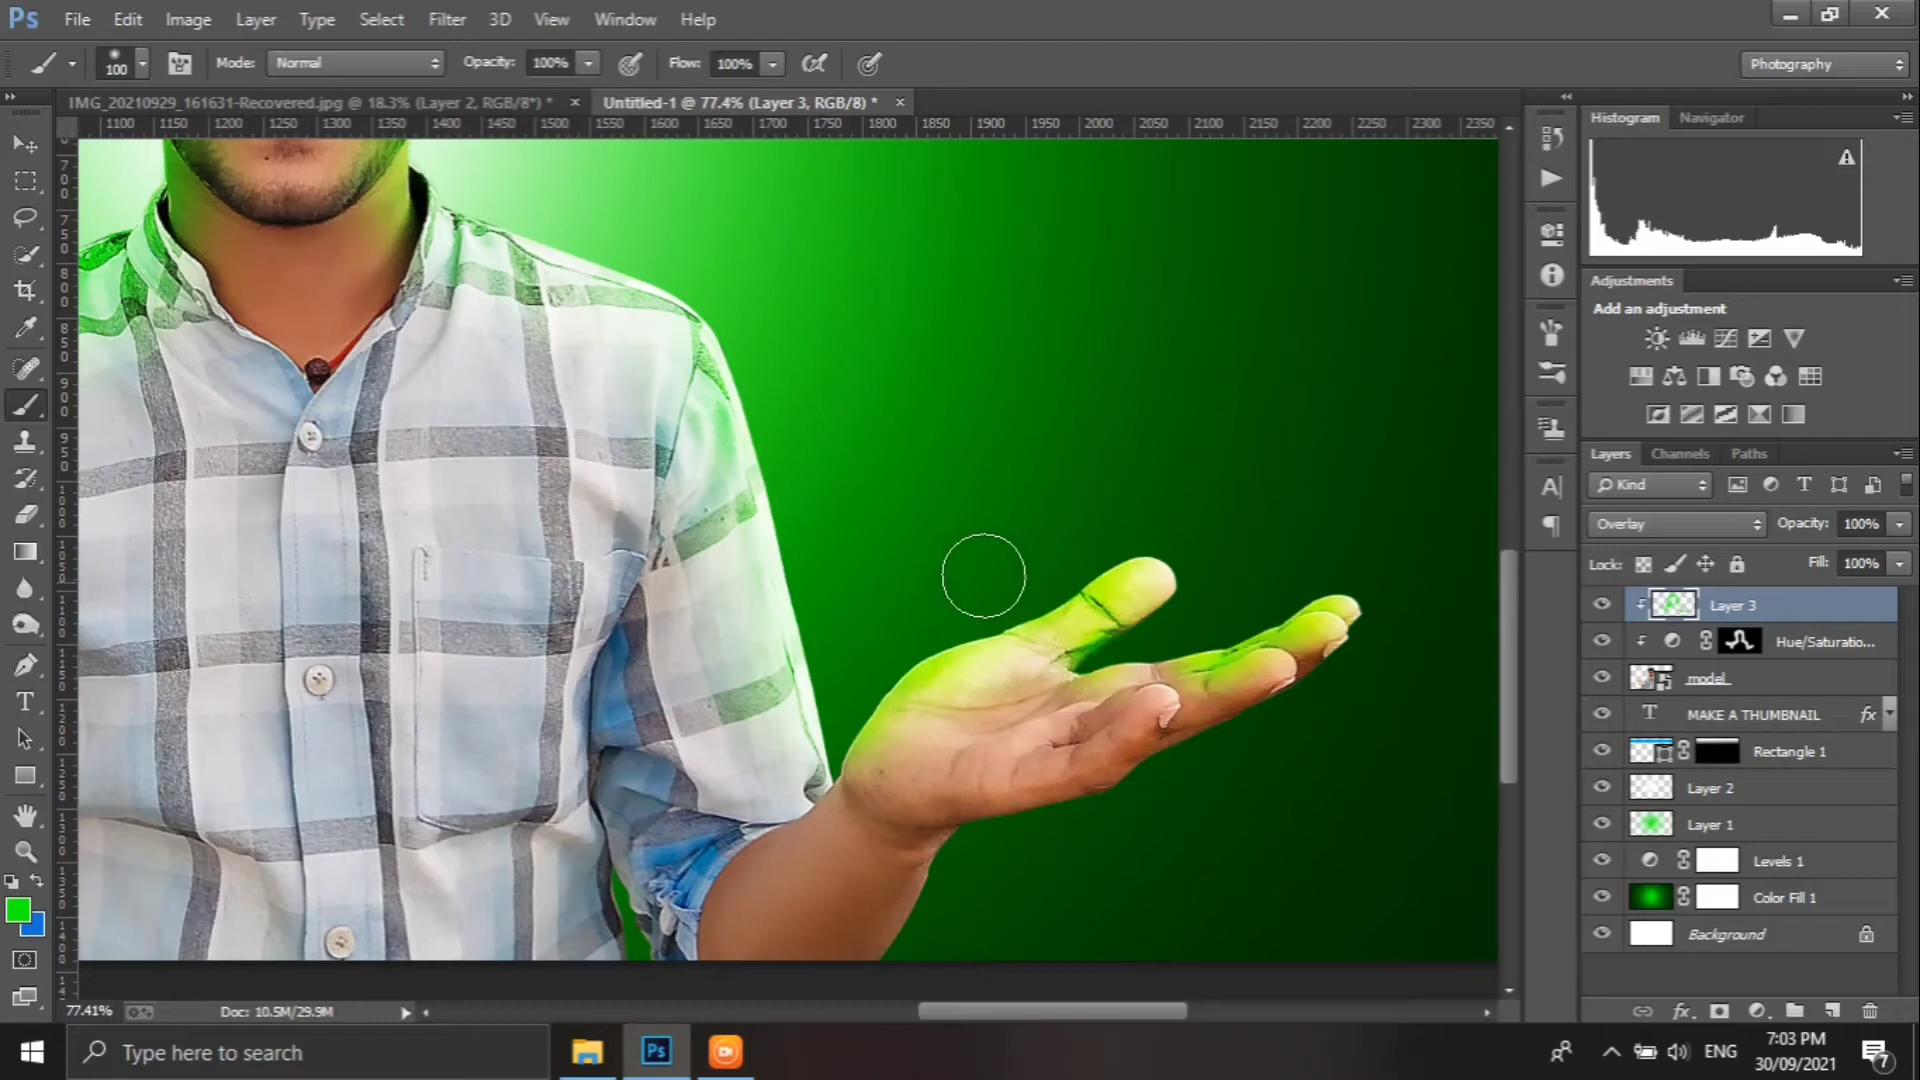 Ps File Edit Image Layer Type Select Filter 3D View Window Help
100 Mode: Normal Opacity: 100% Flow: 100% Photography
IMG_20210929_161631-Recovered.jpg @ 18.3% (Layer 2, RGB/8*) * × Untitled-1 @ 77.4% (Layer 3, RGB/8) * ×
1100 1150 1200 1250 1300 1350 1400 1450 1500 1550 1600 1650 1700 1750 1800 1850 1900 1950 2000 2050 2100 2150 2200 2250 2300 2350
Histogram Navigator
Adjustments
Add an adjustment
Layers Channels Paths
Kind
Overlay Opacity: 100%
Lock: Fill: 100%
Layer 3
Hue/Saturatio...
model
T MAKE A THUMBNAIL fx
Rectangle 1
Layer 2
Layer 1
Levels 1
Color Fill 1
Background
77.41% Doc: 10.5M/29.9M
Type here to search
Ps
ENG
7:03 PM
30/09/2021
7